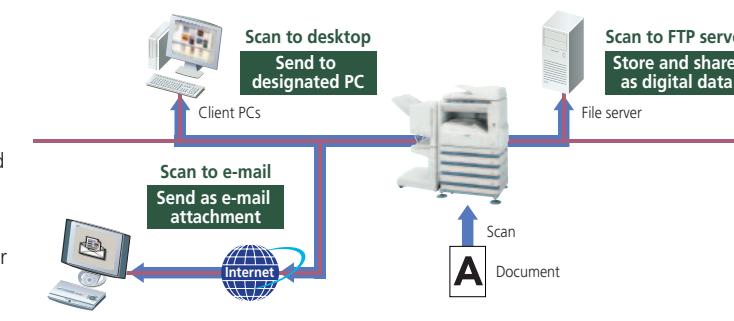 Scan to desktop
Send to
designated PC
Client PCs
Scan to FTP serve
Store and share
as digital data
File server
Scan to e-mail
Send as e-mail
attachment
Internet
Scan
A
Document
d
r